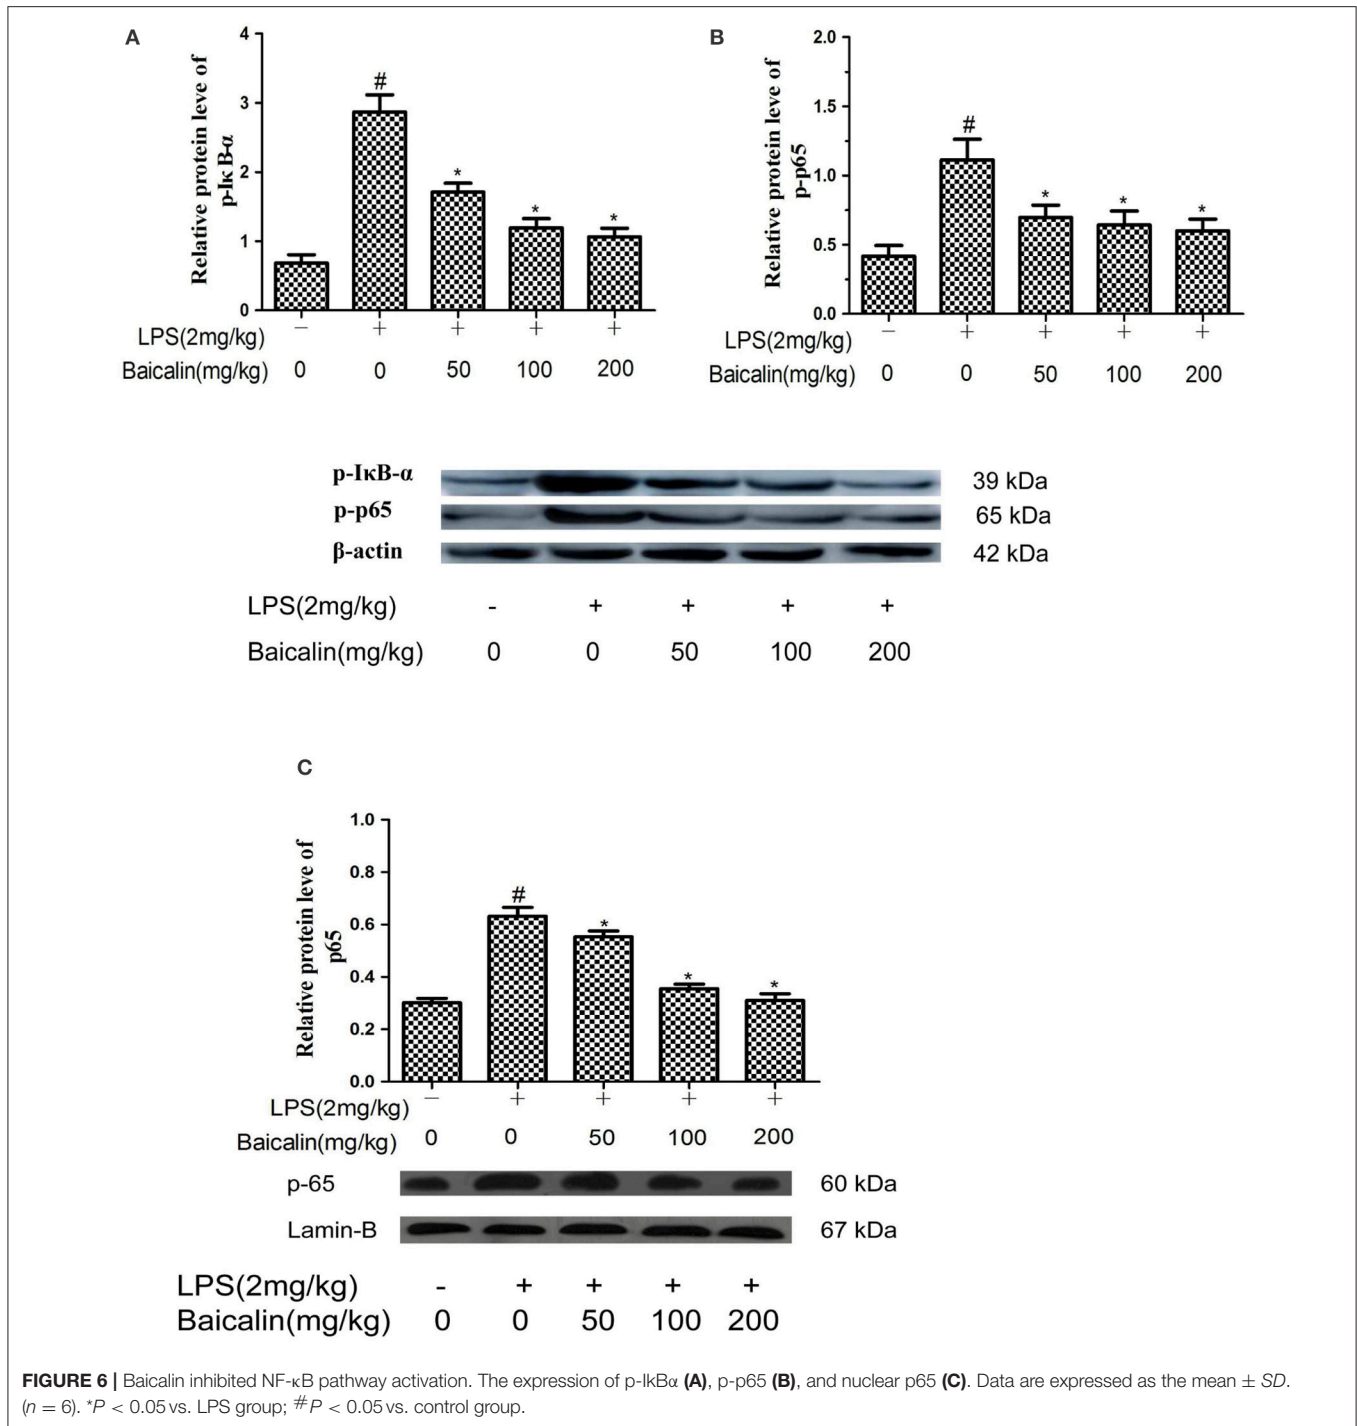 A
Relative protein leve of
p-Iκ B-α
4
3
2
1
0
#
*
*
*
LPS(2mg/kg) − + + + +
Baicalin(mg/kg) 0 0 50 100 200
B
Relative protein leve of
p-p65
2.0
1.5
1.0
0.5
0.0
#
*
*
*
LPS(2mg/kg) − + + + +
Baicalin(mg/kg) 0 0 50 100 200
p-IκB-α 39 kDa
p-p65 65 kDa
β-actin 42 kDa
LPS(2mg/kg) - + + + +
Baicalin(mg/kg) 0 0 50 100 200
C
Relative protein leve of
p65
1.0
0.8
0.6
0.4
0.2
0.0
#
*
*
*
LPS(2mg/kg) − + + + +
Baicalin(mg/kg) 0 0 50 100 200
p-65 60 kDa
Lamin-B 67 kDa
LPS(2mg/kg) - + + + +
Baicalin(mg/kg) 0 0 50 100 200
FIGURE 6 | Baicalin inhibited NF-κB pathway activation. The expression of p-IkBα (A), p-p65 (B), and nuclear p65 (C). Data are expressed as the mean ± SD.
(n = 6). *P < 0.05 vs. LPS group; #P < 0.05 vs. control group.